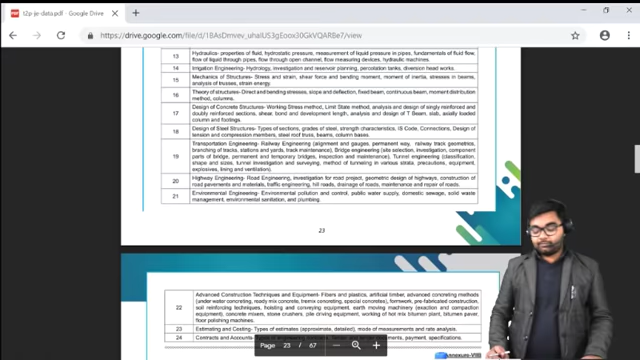 t2p-je-data.pdf - Google Drive
https://drive.google.com/file/d/1BAsDmvev_uhalUS3gEoox30GkVQARBe7/view
13 Hydraulics- properties of fluid, hydrostatic pressure, measurement of liquid pressure in pipes, fundamentals of fluid flow,
flow of liquid through pipes, flow through open channel, flow measuring devices, hydraulic machines.
14 Irrigation Engineering- Hydrology, investigation and reservoir planning, percolation tanks, diversion head works.
15 Mechanics of Structures- Stress and strain, shear force and bending moment, moment of inertia, stresses in beams,
analysis of trusses, strain energy.
16 Theory of structures- Direct and bending stresses, slope and deflection, fixed beam, continuous beam, moment distribution
method, columns.
17 Design of Concrete Structures- Working Stress method, Limit State method, analysis and design of singly reinforced and
doubly reinforced sections, shear, bond and development length, analysis and design of T Beam, slab, axially loaded
column and footings.
18 Design of Steel Structures- Types of sections, grades of steel, strength characteristics, IS Code, Connections, Design of
tension and compression members, steel roof truss, beams, column bases.
19 Transportation Engineering- Railway Engineering (alignment and gauges, permanent way, railway track geometrics,
branching of tracks, stations and yards, track maintenance), Bridge engineering (site selection, investigation, component
parts of bridge, permanent and temporary bridges, inspection and maintenance), Tunnel engineering (classification,
shape and sizes, tunnel investigation and surveying, method of tunneling in various strata, precautions, equipment,
explosives, lining and ventilation).
20 Highway Engineering- Road Engineering, investigation for road project, geometric design of highways, construction of
road pavements and materials, traffic engineering, hill roads, drainage of roads, maintenance and repair of roads.
21 Environmental Engineering- Environmental pollution and control, public water supply, domestic sewage, solid waste
management, environmental sanitation, and plumbing.
23
22 Advanced Construction Techniques and Equipment- Fibers and plastics, artificial timber, advanced concreting methods
(under water concreting, ready mix concrete, tremix concreting, special concretes), formwork, pre-fabricated construction,
soil reinforcing techniques, hoisting and conveying equipment, earth moving machinery (exaction and compaction
equipment), concrete mixers, stone crushers, pile driving equipment, working of hot mix bitumen plant, bitumen paver,
floor polishing machines.
23 Estimating and Costing- Types of estimates (approximate, detailed), mode of measurements and rate analysis.
24 Contracts and Accounts- payment, specifications.
Page 23 / 67